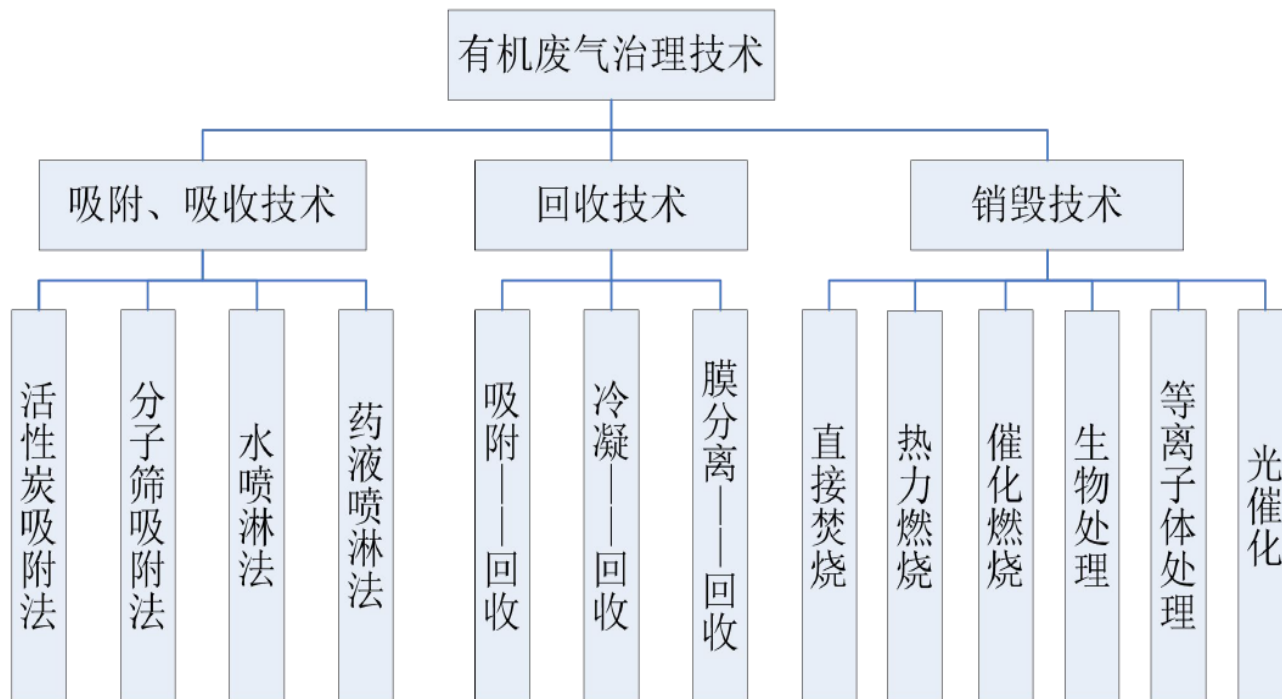 有机废气治理技术
吸附、吸收技术
回收技术
销毁技术
活性炭吸附法
分子筛吸附法
水喷淋法
药液喷淋法
吸附——回收
冷凝——回收
膜分离——回收
直接焚烧
热力燃烧
催化燃烧
生物处理
等离子体处理
光催化